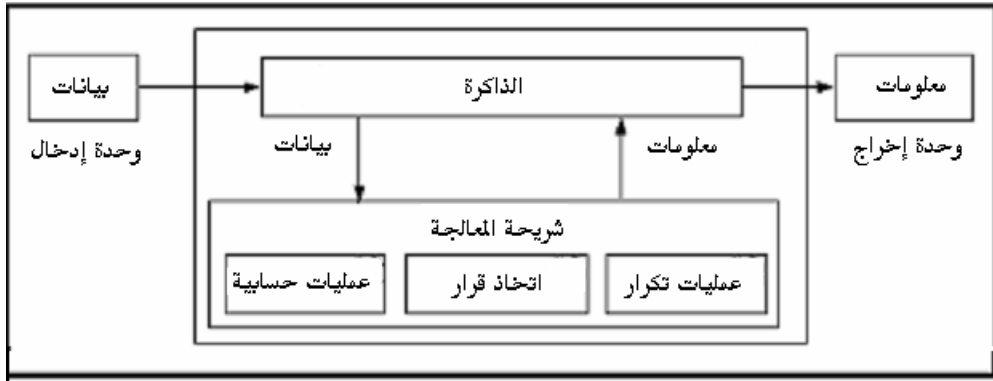 بيانات
وحدة إدخال
الذاكرة
معلومات
وحدة إخراج
بيانات
معلومات
شريحة المعالجة
عمليات حسابية
اتخاذ قرار
عمليات تكرار